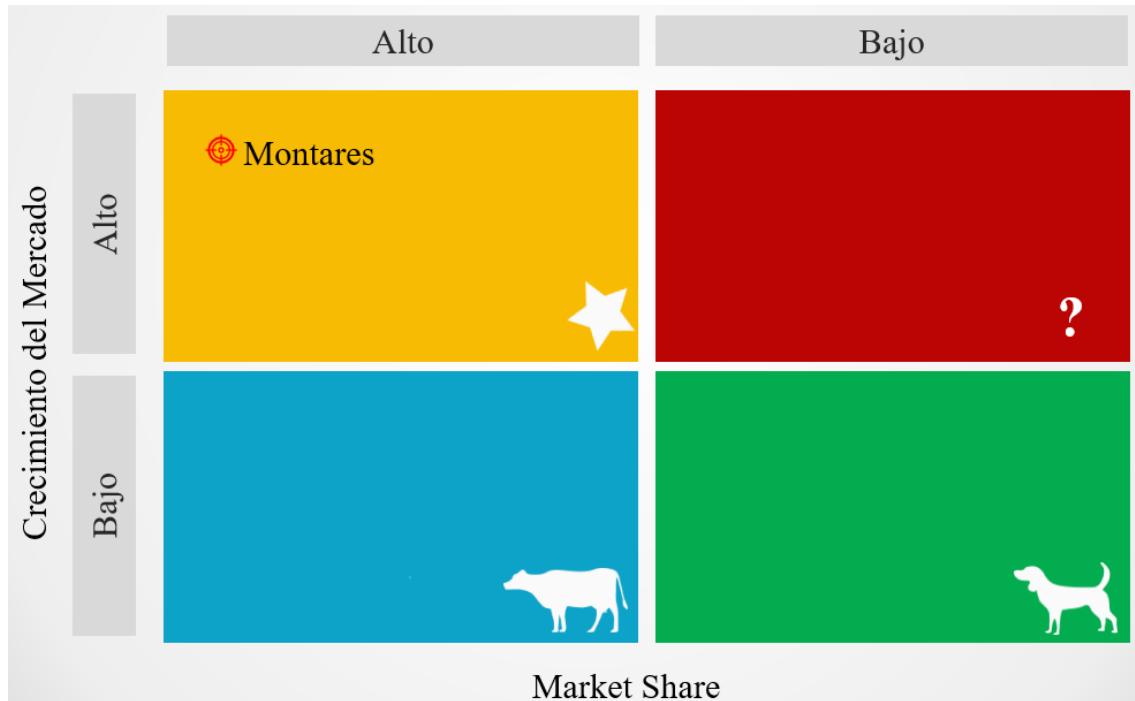 Alto
Bajo
Crecimiento del Mercado
Alto
Montares
?
Bajo
Market Share